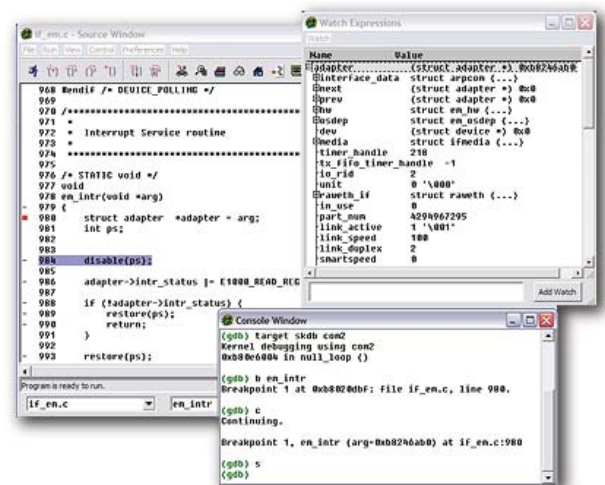 if_em.c - Source Window
File Run View Control Preferences Help
968 #endif /* DEVICE_POLLING */
969
970 /*********************************************
971 *
972 * Interrupt Service routine
973 *
974 *********************************************
975
976 /* STATIC void */
977 void
978 em_intr(void *arg)
- 979 {
980 struct adapter *adapter = arg;
981 int ps;
982
983
- 984 disable(ps);
985
- 986 adapter->intr_status |= E1000_READ_REG
987
- 988 if (!adapter->intr_status) {
- 989 restore(ps);
- 990 return;
991 }
992
- 993 restore(ps);
Program is ready to run.
if_em.c
em_intr
Watch Expressions
Watch
Name Value
adapter (struct adapter *) 0xb8246ab0
interface_data struct arpcom {...}
next (struct adapter *) 0x0
prev (struct adapter *) 0x0
hw struct em_hw {...}
osdep struct em_osdep {...}
dev (struct device *) 0x0
media struct ifmedia {...}
timer_handle 218
tx_fifo_timer_handle -1
io_rid 2
unit 0 '\000'
raweth_if struct raweth {...}
in_use 0
part_num 4294967295
link_active 1 '\001'
link_speed 100
link_duplex 2
smartspeed 0
Add Watch
Console Window
(gdb) target skdb com2
Kernel debugging using com2
0xb80e6004 in null_loop ()
(gdb) b em_intr
Breakpoint 1 at 0xb8020dbf: file if_em.c, line 980.
(gdb) c
Continuing.
Breakpoint 1, em_intr (arg=0xb8246ab0) at if_em.c:980
(gdb) s
(gdb)